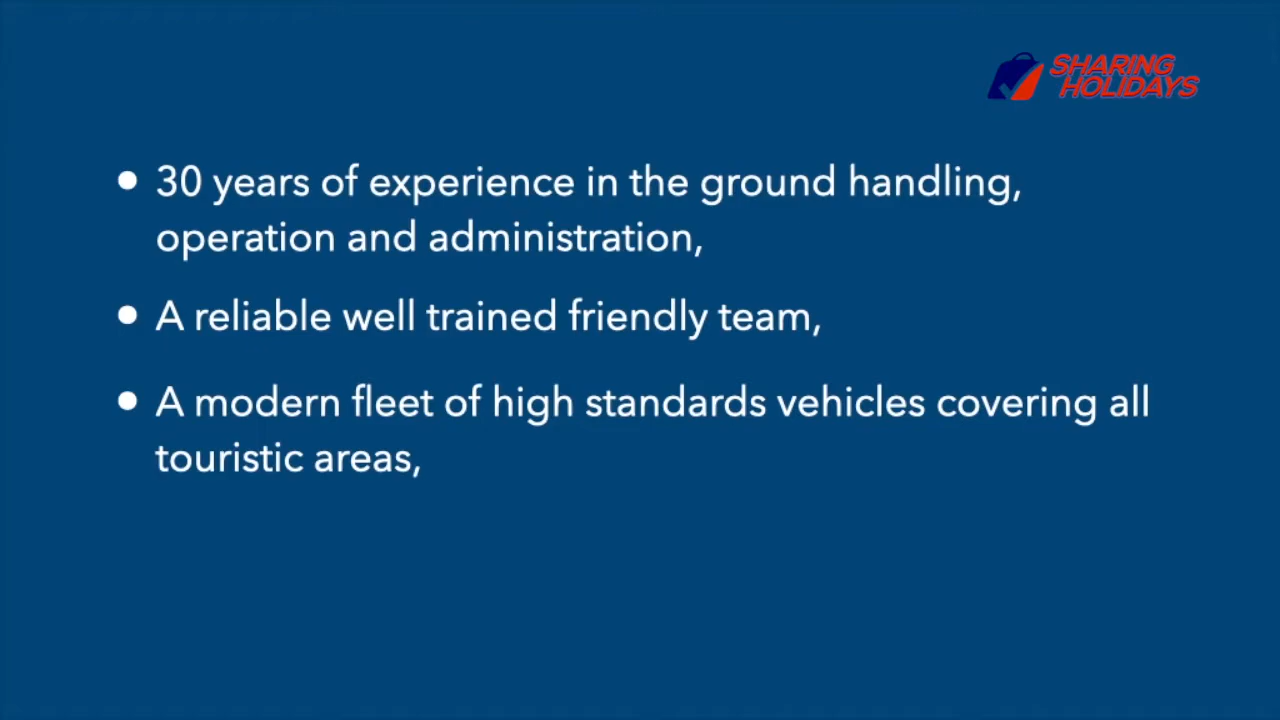 SHARING
HOLIDAYS
• 30 years of experience in the ground handling,
operation and administration,
• A reliable well trained friendly team,
• A modern fleet of high standards vehicles covering all
touristic areas,